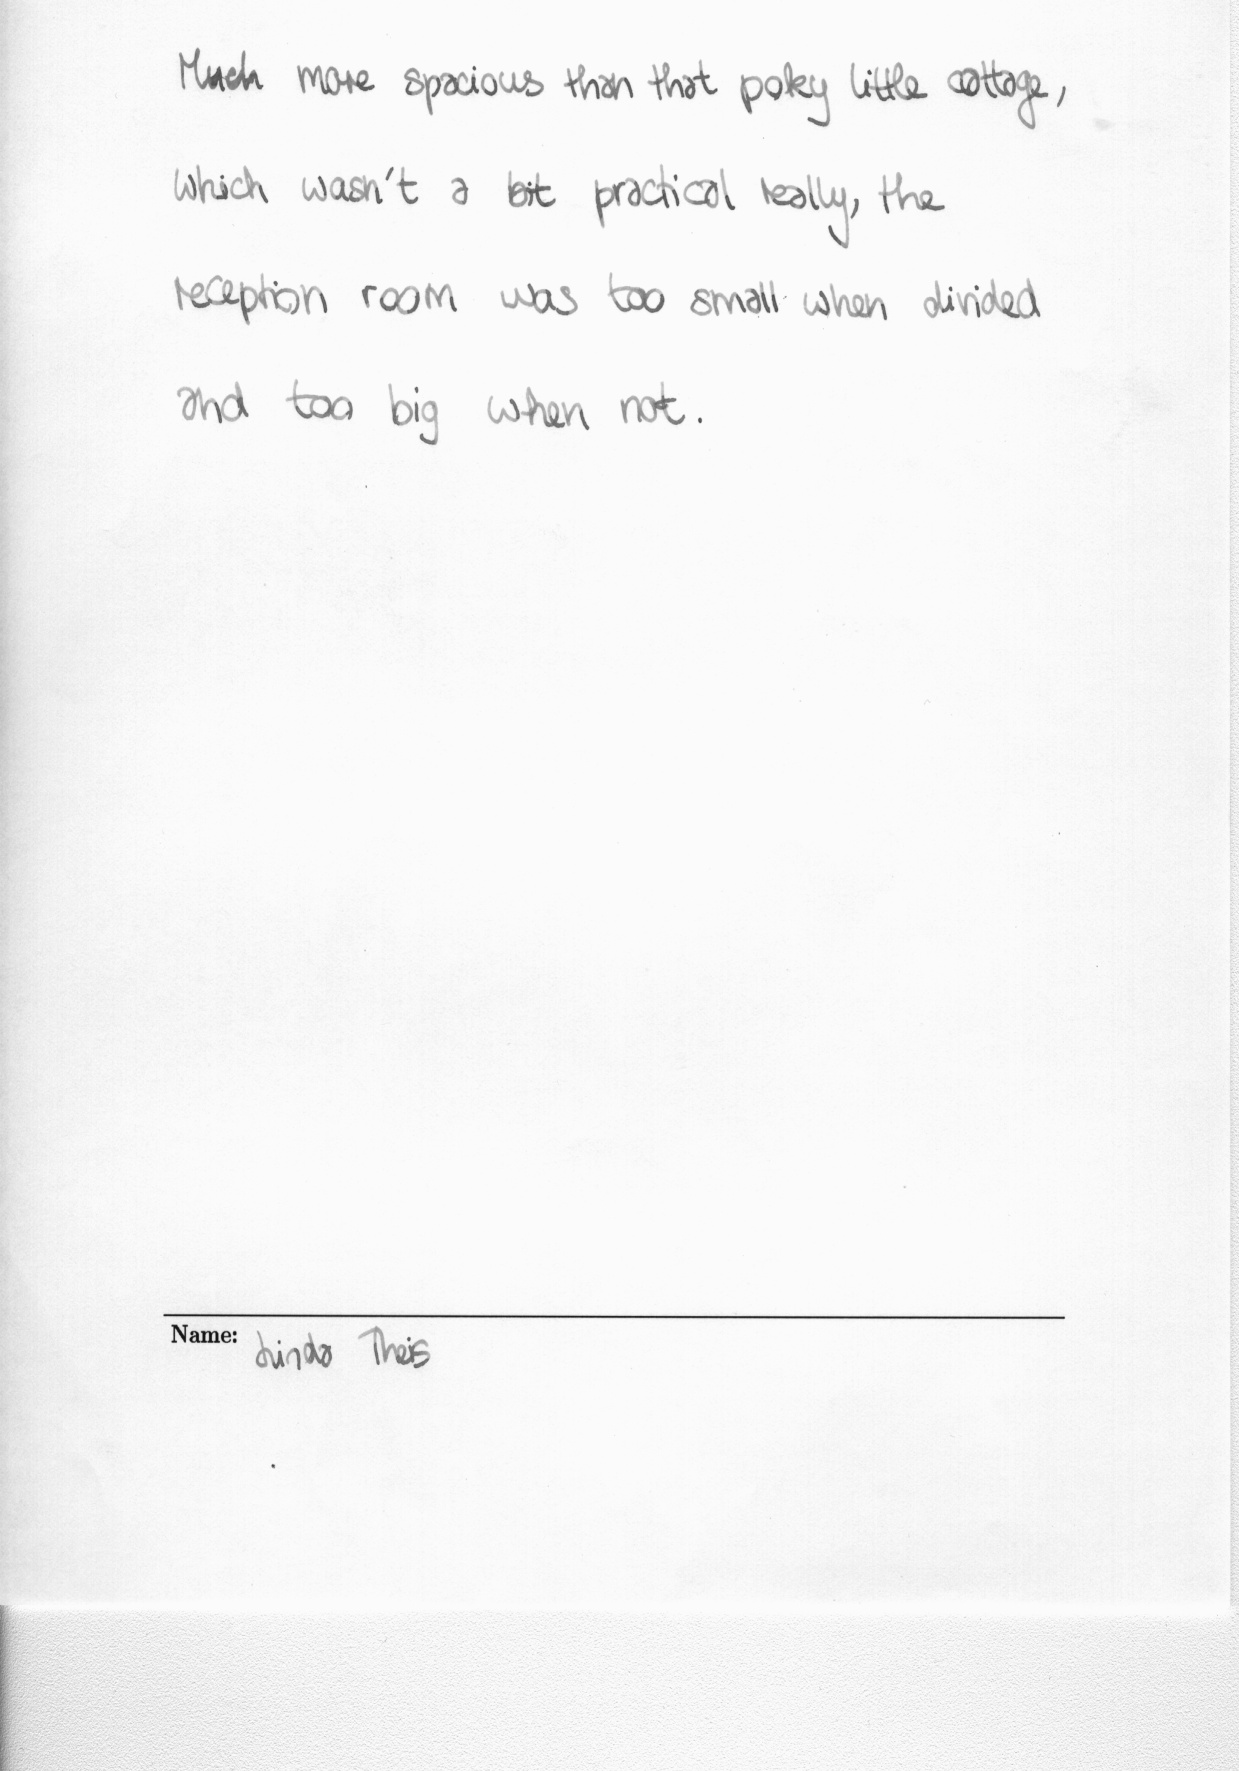 Much more spacious than that poky little cottage,
which wasn't a bit practical really, the
reception room was too small when divided
and too big when not.
Name: Linda Theis